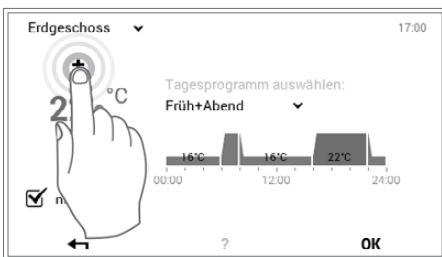 Erdgeschoss
17:00
+
°C
Tagesprogramm auswählen:
Früh+Abend
16°C 16°C 22°C
00:00 12:00 24:00
?
OK